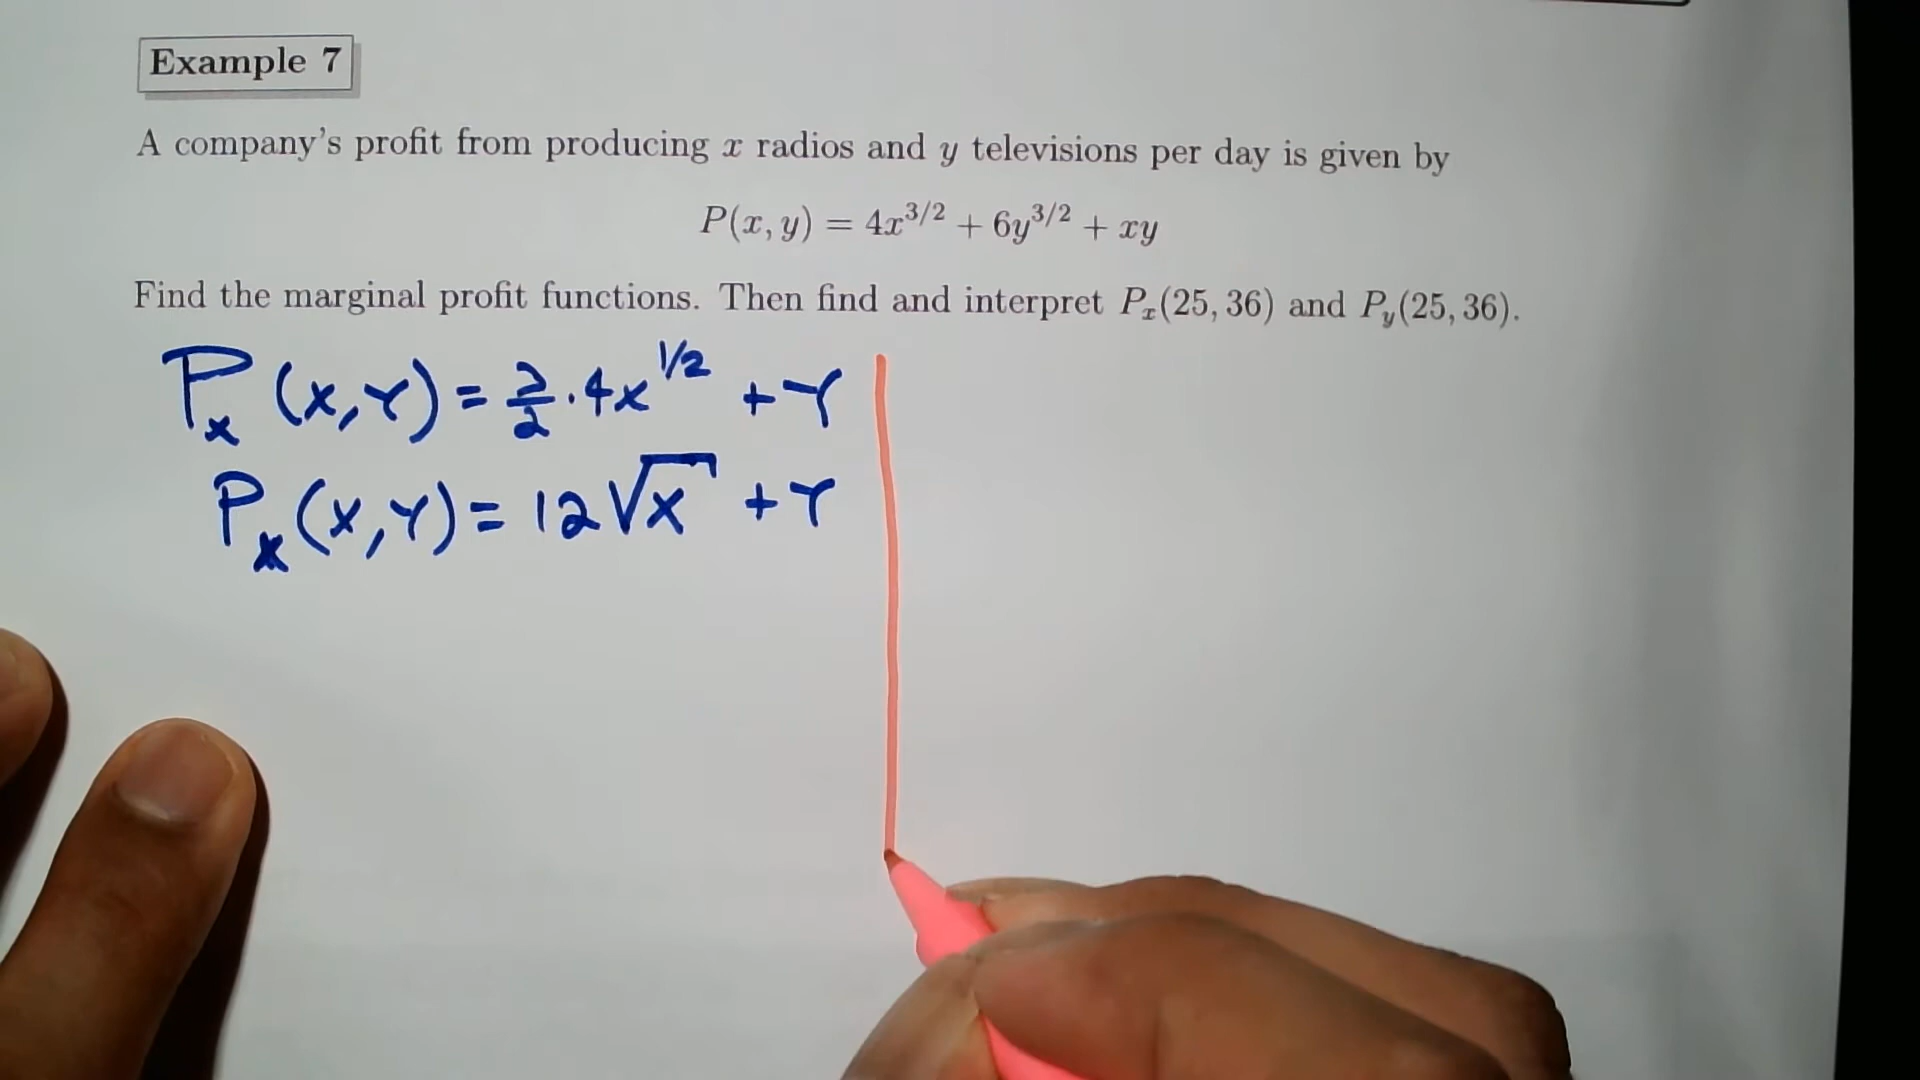 Example 7
A company's profit from producing x radios and y televisions per day is given by
P(x, y) = 4x^{3/2} + 6y^{3/2} + xy
Find the marginal profit functions. Then find and interpret P_x(25, 36) and P_y(25, 36).
P_x (x,Y) = 3/2 · 4x^{1/2} + Y
P_x (x,Y) = 12√x + Y